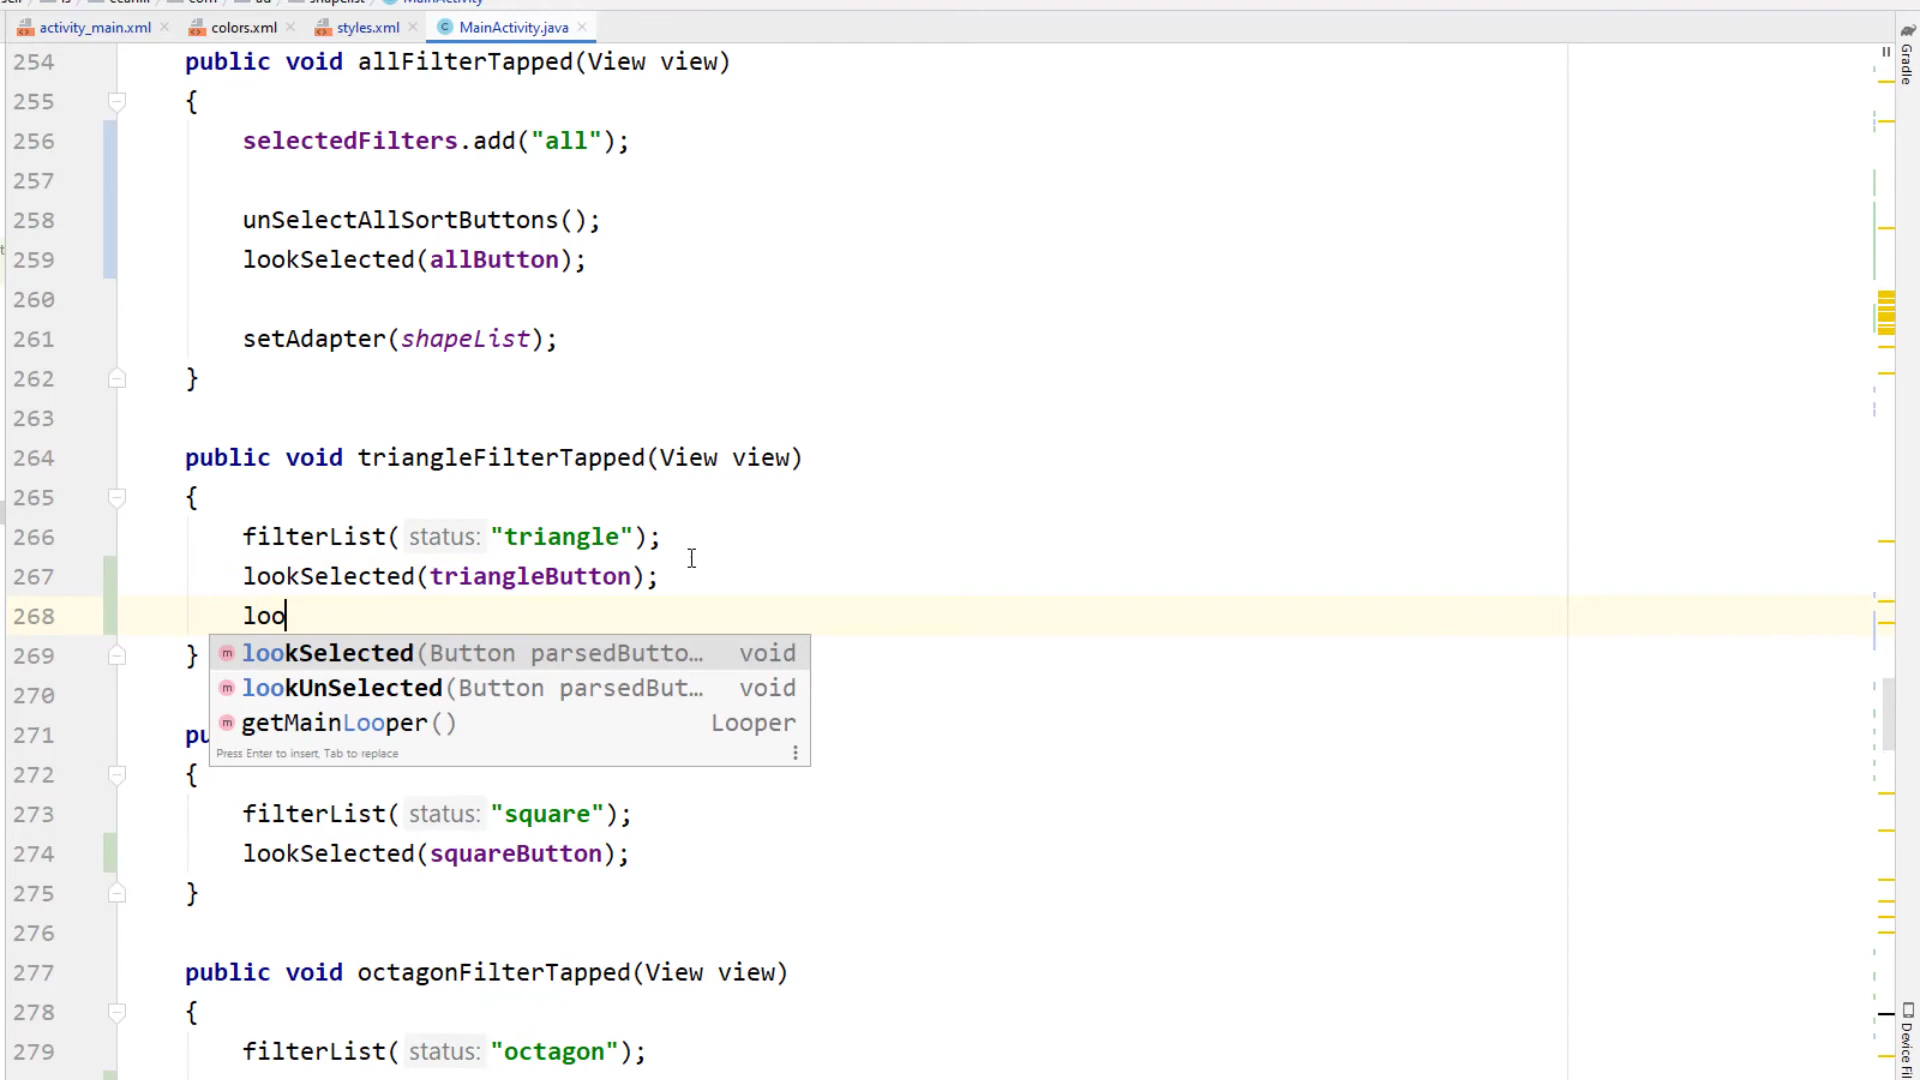 activity_main.xml colors.xml styles.xml MainActivity.java
254 public void allFilterTapped(View view)
255 {
256 selectedFilters.add("all");
257
258 unSelectAllSortButtons();
259 lookSelected(allButton);
260
261 setAdapter(shapeList);
262 }
263
264 public void triangleFilterTapped(View view)
265 {
266 filterList( status: "triangle");
267 lookSelected(triangleButton);
268 loo
269 }
lookSelected(Button parsedButto… void
lookUnSelected(Button parsedBut… void
getMainLooper() Looper
Press Enter to insert, Tab to replace
270
271 pu
272 {
273 filterList( status: "square");
274 lookSelected(squareButton);
275 }
276
277 public void octagonFilterTapped(View view)
278 {
279 filterList( status: "octagon");
Gradle
Device Fil